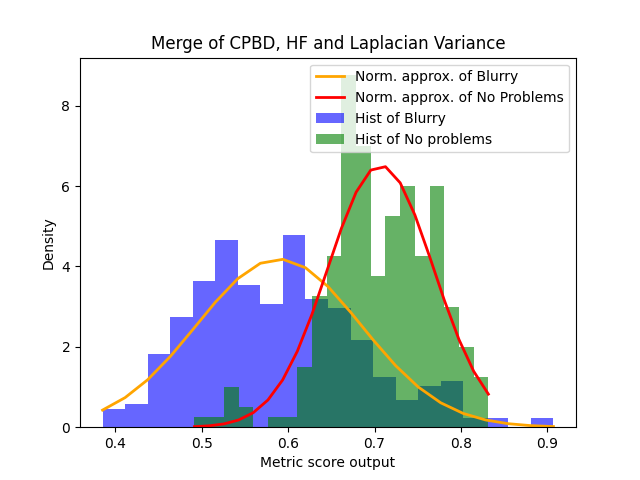 Merge of CPBD, HF and Laplacian Variance
Norm. approx. of Blurry
Norm. approx. of No Problems
Hist of Blurry
Hist of No problems
Density
8
6
4
2
0
0.4 0.5 0.6 0.7 0.8 0.9
Metric score output